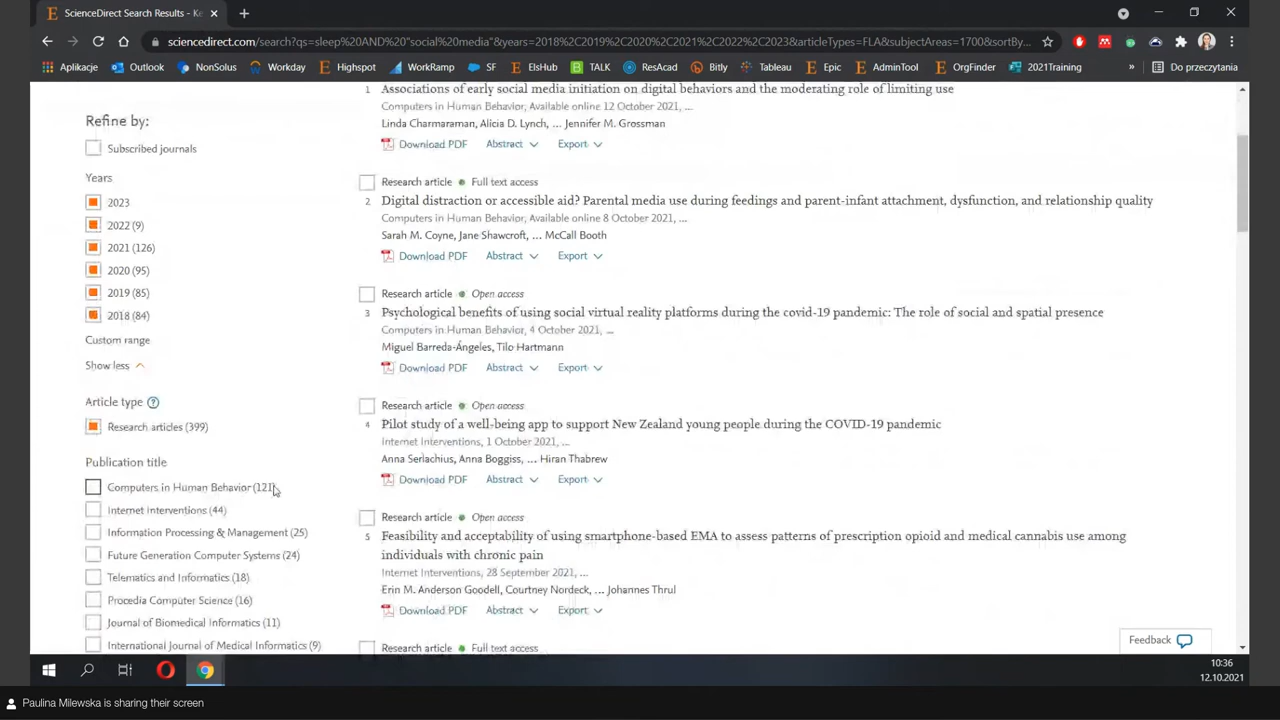 ScienceDirect Search Results - Ke
sciencedirect.com/search?qs=sleep%20AND%20"social%20media"&years=2018%2C2019%2C2020%2C2021%2C2022%2C2023&articleTypes=FLA&subjectAreas=1700&sortBy...
Aplikacje Outlook NonSolus Workday Highspot WorkRamp SF ElsHub TALK ResAcad Bitly Tableau Epic AdminTool OrgFinder 2021Training » Do przeczytania
Refine by:
Subscribed journals
Years
2023
2022 (9)
2021 (126)
2020 (95)
2019 (85)
2018 (84)
Custom range
Show less
Article type ?
Research articles (399)
Publication title
Computers in Human Behavior (121)
Internet Interventions (44)
Information Processing & Management (25)
Future Generation Computer Systems (24)
Telematics and Informatics (18)
Procedia Computer Science (16)
Journal of Biomedical Informatics (11)
International Journal of Medical Informatics (9)
1 Associations of early social media initiation on digital behaviors and the moderating role of limiting use
Computers in Human Behavior, Available online 12 October 2021, ...
Linda Charmaraman, Alicia D. Lynch, ... Jennifer M. Grossman
Download PDF Abstract Export
Research article Full text access
2 Digital distraction or accessible aid? Parental media use during feedings and parent-infant attachment, dysfunction, and relationship quality
Computers in Human Behavior, Available online 8 October 2021, ...
Sarah M. Coyne, Jane Shawcroft, ... McCall Booth
Download PDF Abstract Export
Research article Open access
3 Psychological benefits of using social virtual reality platforms during the covid-19 pandemic: The role of social and spatial presence
Computers in Human Behavior, 4 October 2021, ...
Miguel Barreda-Ángeles, Tilo Hartmann
Download PDF Abstract Export
Research article Open access
4 Pilot study of a well-being app to support New Zealand young people during the COVID-19 pandemic
Internet Interventions, 1 October 2021, ...
Anna Serlachius, Anna Boggiss, ... Hiran Thabrew
Download PDF Abstract Export
Research article Open access
5 Feasibility and acceptability of using smartphone-based EMA to assess patterns of prescription opioid and medical cannabis use among
individuals with chronic pain
Internet Interventions, 28 September 2021, ...
Erin M. Anderson Goodell, Courtney Nordeck, ... Johannes Thrul
Download PDF Abstract Export
Research article Full text access
Feedback
10:36
12.10.2021
Paulina Milewska is sharing their screen